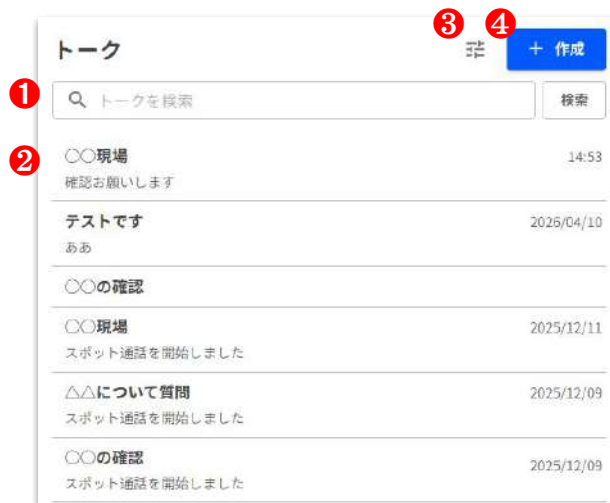 ❸ ❹
トーク ＋ 作成
❶ トークを検索 検索
❷ 〇〇現場 14:53
確認お願いします
テストです 2026/04/10
ああ
〇〇の確認
〇〇現場 2025/12/11
スポット通話を開始しました
△△について質問 2025/12/09
スポット通話を開始しました
〇〇の確認 2025/12/09
スポット通話を開始しました